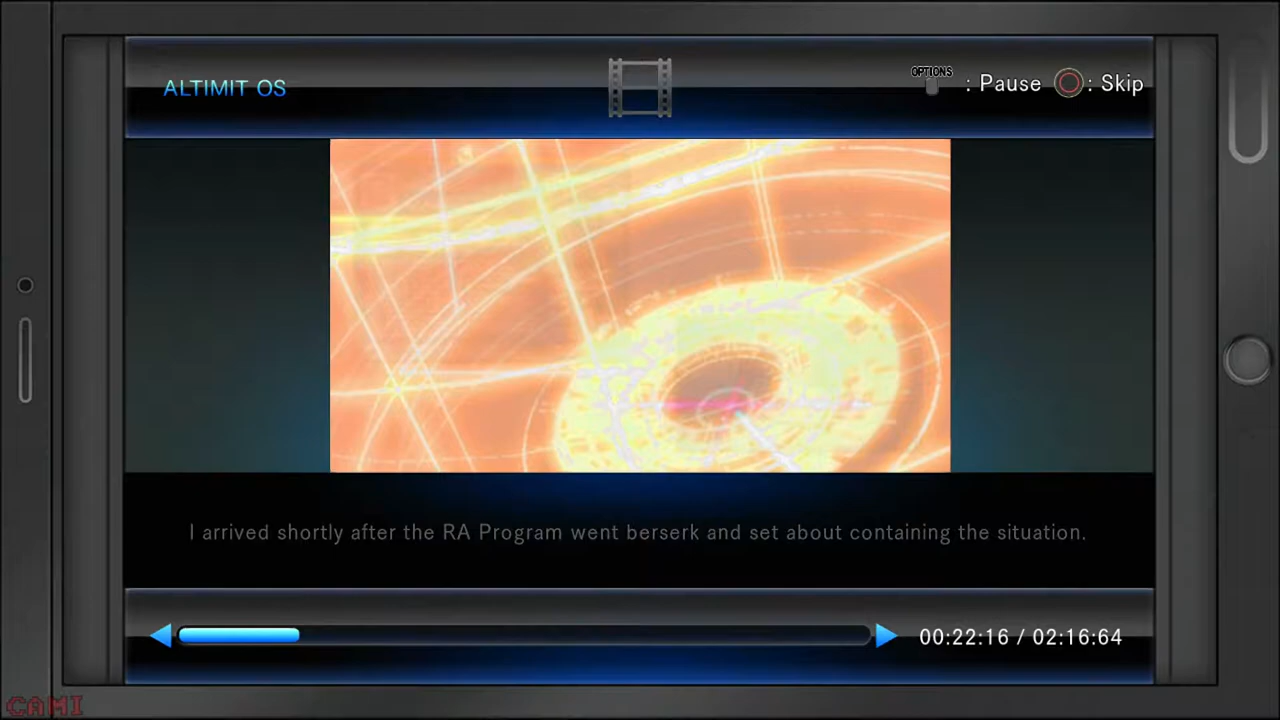 ALTIMIT OS
OPTIONS : Pause : Skip
I arrived shortly after the RA Program went berserk and set about containing the situation.
00:22:16 / 02:16:64
CAMI